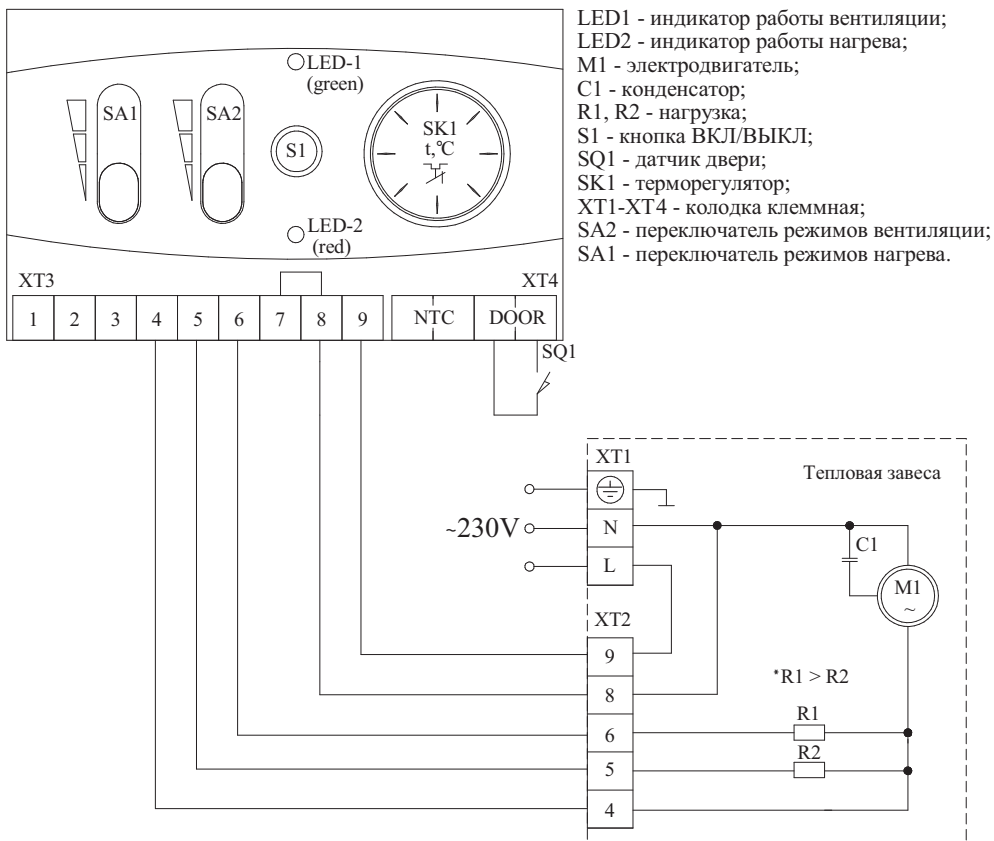 LED1 - индикатор работы вентиляции;
LED2 - индикатор работы нагрева;
M1 - электродвигатель;
C1 - конденсатор;
R1, R2 - нагрузка;
S1 - кнопка ВКЛ/ВЫКЛ;
SQ1 - датчик двери;
SK1 - терморегулятор;
XT1-XT4 - колодка клеммная;
SA2 - переключатель режимов вентиляции;
SA1 - переключатель режимов нагрева.
LED-1
(green)
SA1
SA2
S1
SK1
t,°C
LED-2
(red)
XT3
XT4
1 2 3 4 5 6 7 8 9 NTC DOOR
SQ1
XT1
Тепловая завеса
~230V
N
L
C1
M1
~
XT2
9
8
*R1 > R2
6
R1
5
R2
4